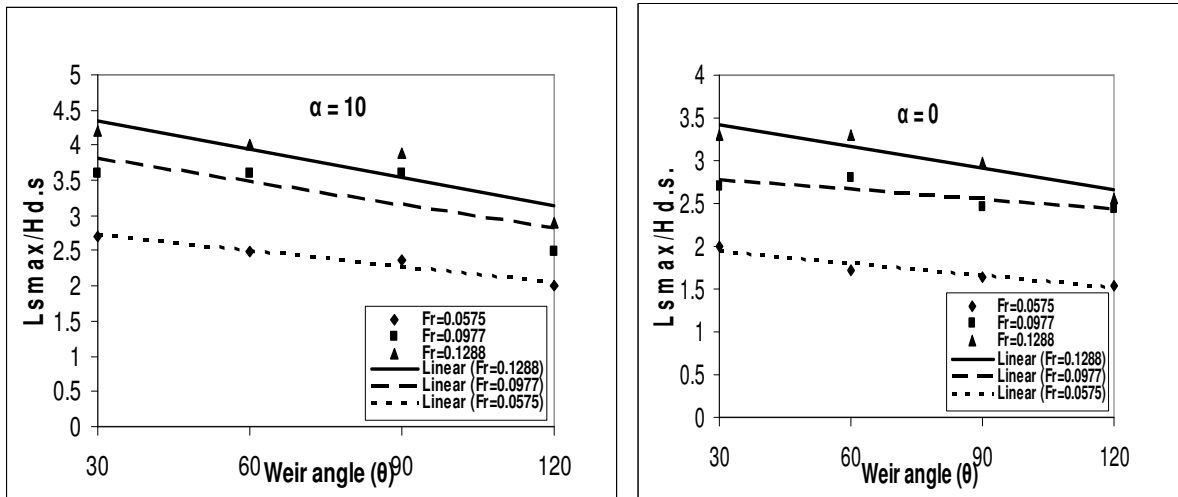 α = 10
Lsmax/Hd.s
5
4.5
4
3.5
3
2.5
2
1.5
1
0.5
0
30
60
90
120
Weir angle (θ)
Fr=0.0575
Fr=0.0977
Fr=0.1288
Linear (Fr=0.1288)
Linear (Fr=0.0977)
Linear (Fr=0.0575)
α = 0
Lsmax/Hd.s.
4
3.5
3
2.5
2
1.5
1
0.5
0
30
60
90
120
Weir angle (θ)
Fr=0.0575
Fr=0.0977
Fr=0.1288
Linear (Fr=0.1288)
Linear (Fr=0.0977)
Linear (Fr=0.0575)